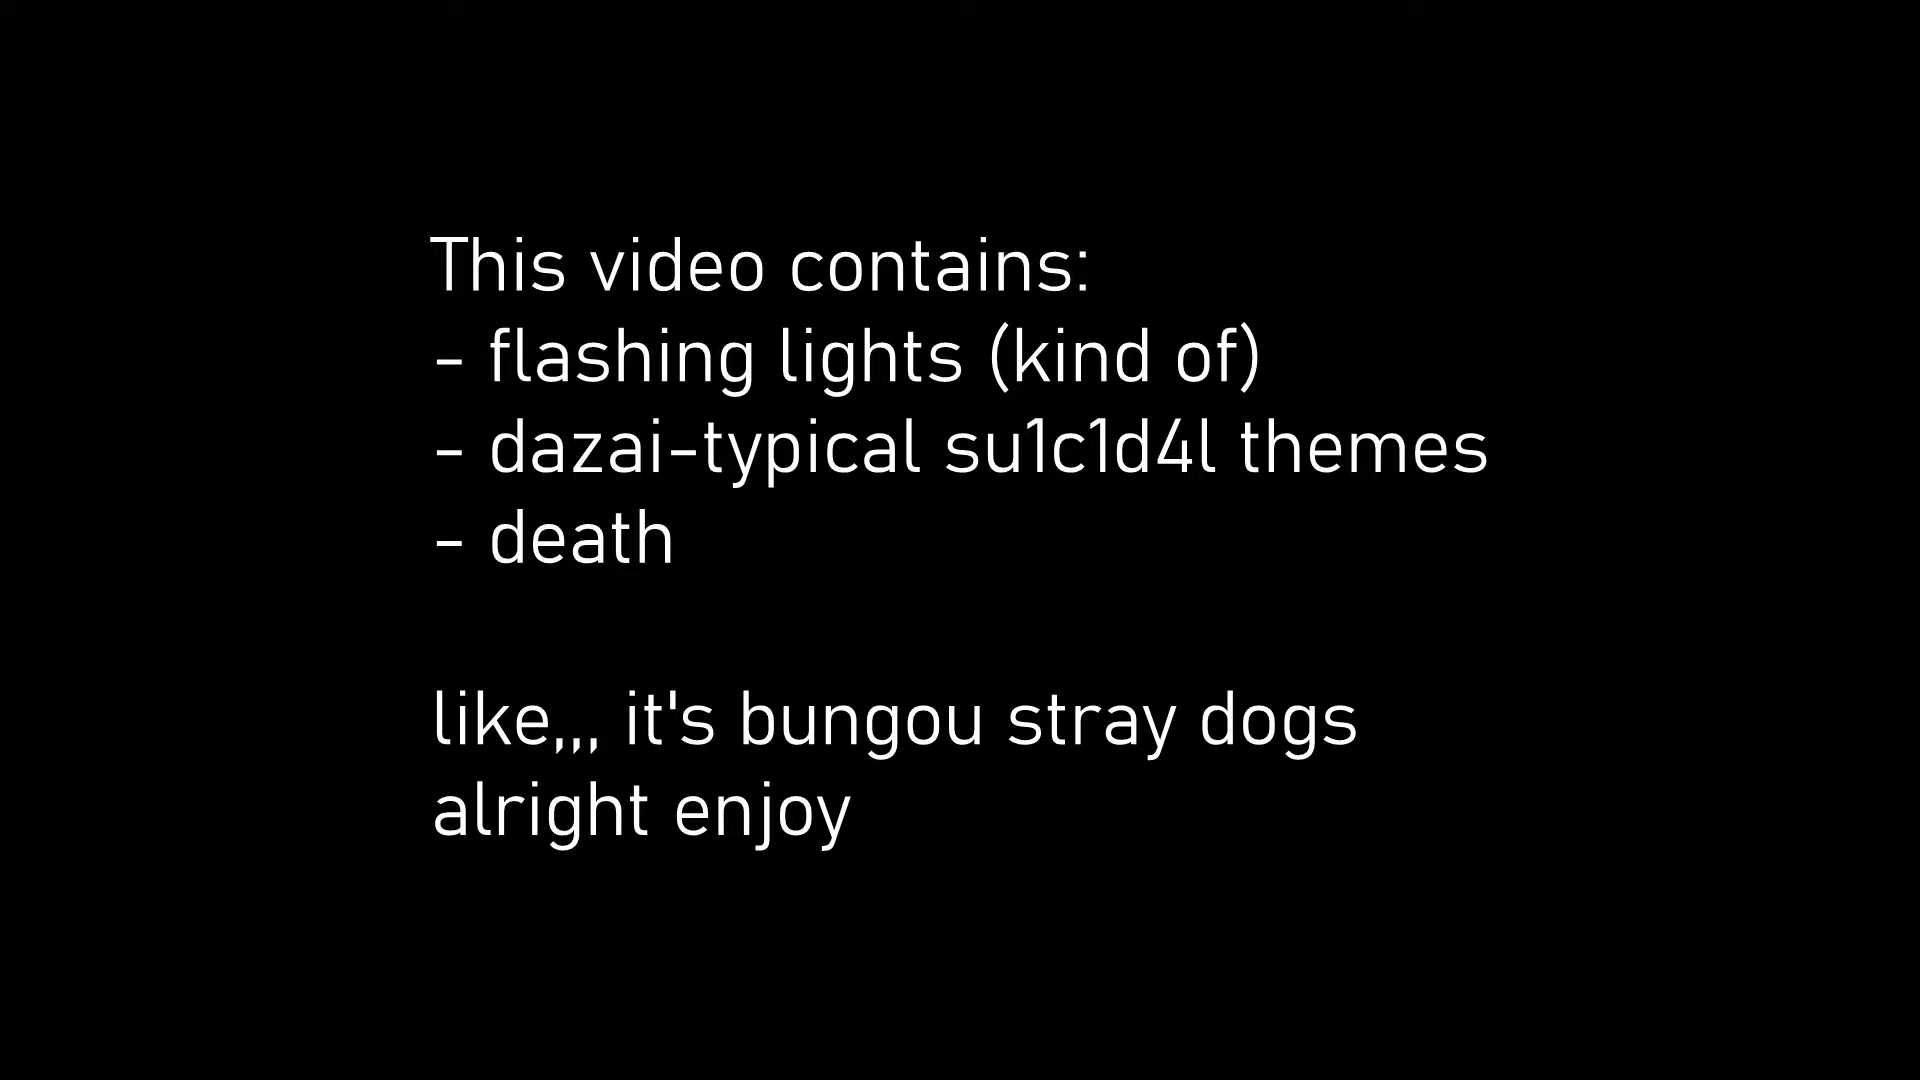 This video contains:
- flashing lights (kind of)
- dazai-typical su1c1d4l themes
- death
like,,, it's bungou stray dogs
alright enjoy